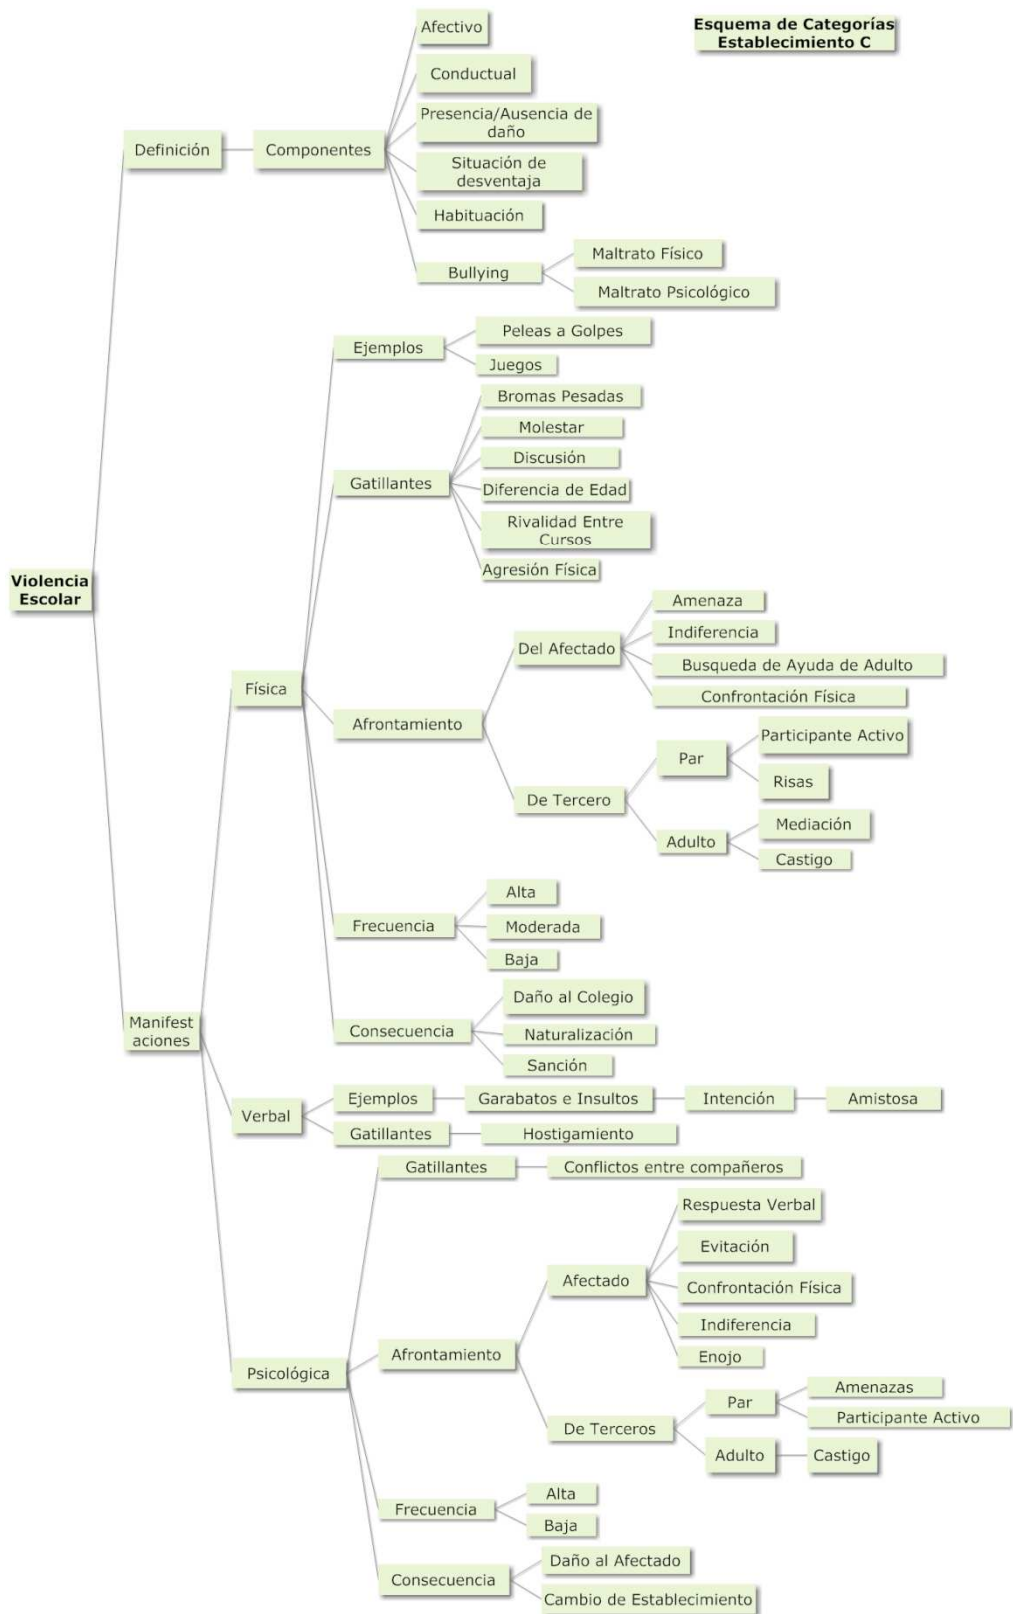 Esquema de Categorías
Establecimiento C
Afectivo
Conductual
Presencia/Ausencia de
daño
Definición
Componentes
Situación de
desventaja
Habituación
Bullying
Maltrato Físico
Maltrato Psicológico
Ejemplos
Peleas a Golpes
Juegos
Gatillantes
Bromas Pesadas
Molestar
Discusión
Diferencia de Edad
Rivalidad Entre
Cursos
Agresión Física
Violencia
Escolar
Física
Afrontamiento
Del Afectado
Amenaza
Indiferencia
Busqueda de Ayuda de Adulto
Confrontación Física
De Tercero
Par
Participante Activo
Risas
Adulto
Mediación
Castigo
Frecuencia
Alta
Moderada
Baja
Manifest
aciones
Consecuencia
Daño al Colegio
Naturalización
Sanción
Verbal
Ejemplos
Garabatos e Insultos
Intención
Amistosa
Gatillantes
Hostigamiento
Psicológica
Gatillantes
Conflictos entre compañeros
Afrontamiento
Afectado
Respuesta Verbal
Evitación
Confrontación Física
Indiferencia
Enojo
De Terceros
Par
Amenazas
Participante Activo
Adulto
Castigo
Frecuencia
Alta
Baja
Consecuencia
Daño al Afectado
Cambio de Establecimiento